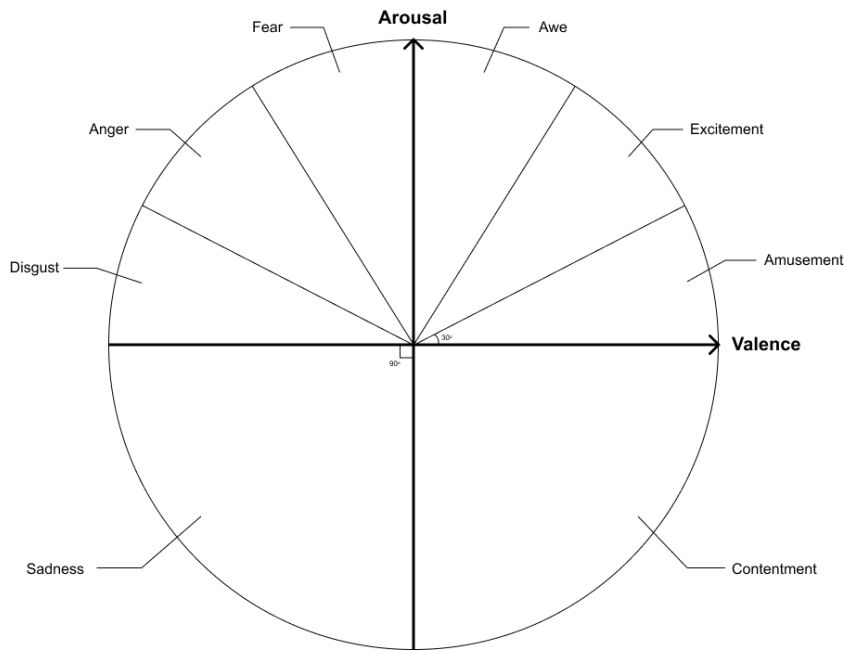 Arousal
Fear
Awe
Anger
Excitement
Disgust
Amusement
30°
Valence
90°
Sadness
Contentment